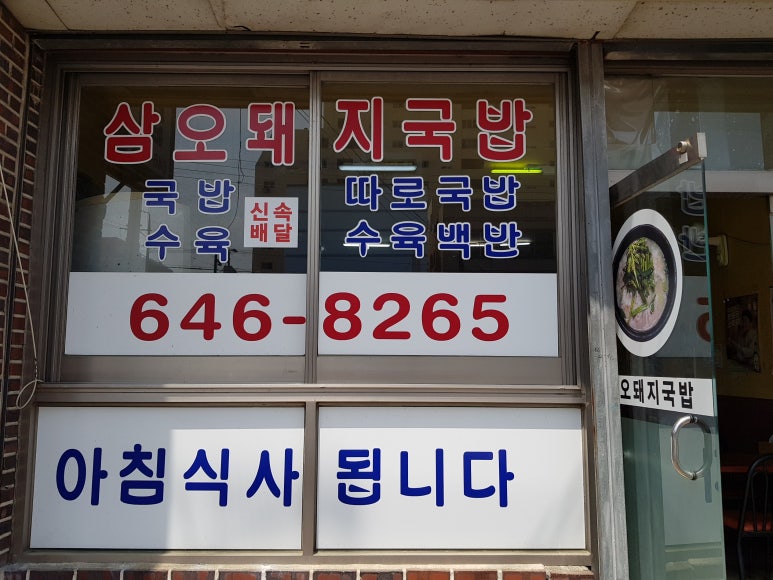 삼오돼지국밥
국밥 신속 따로국밥
수육 배달 수육백반
646-8265
아침식사 됩니다
오돼지국밥